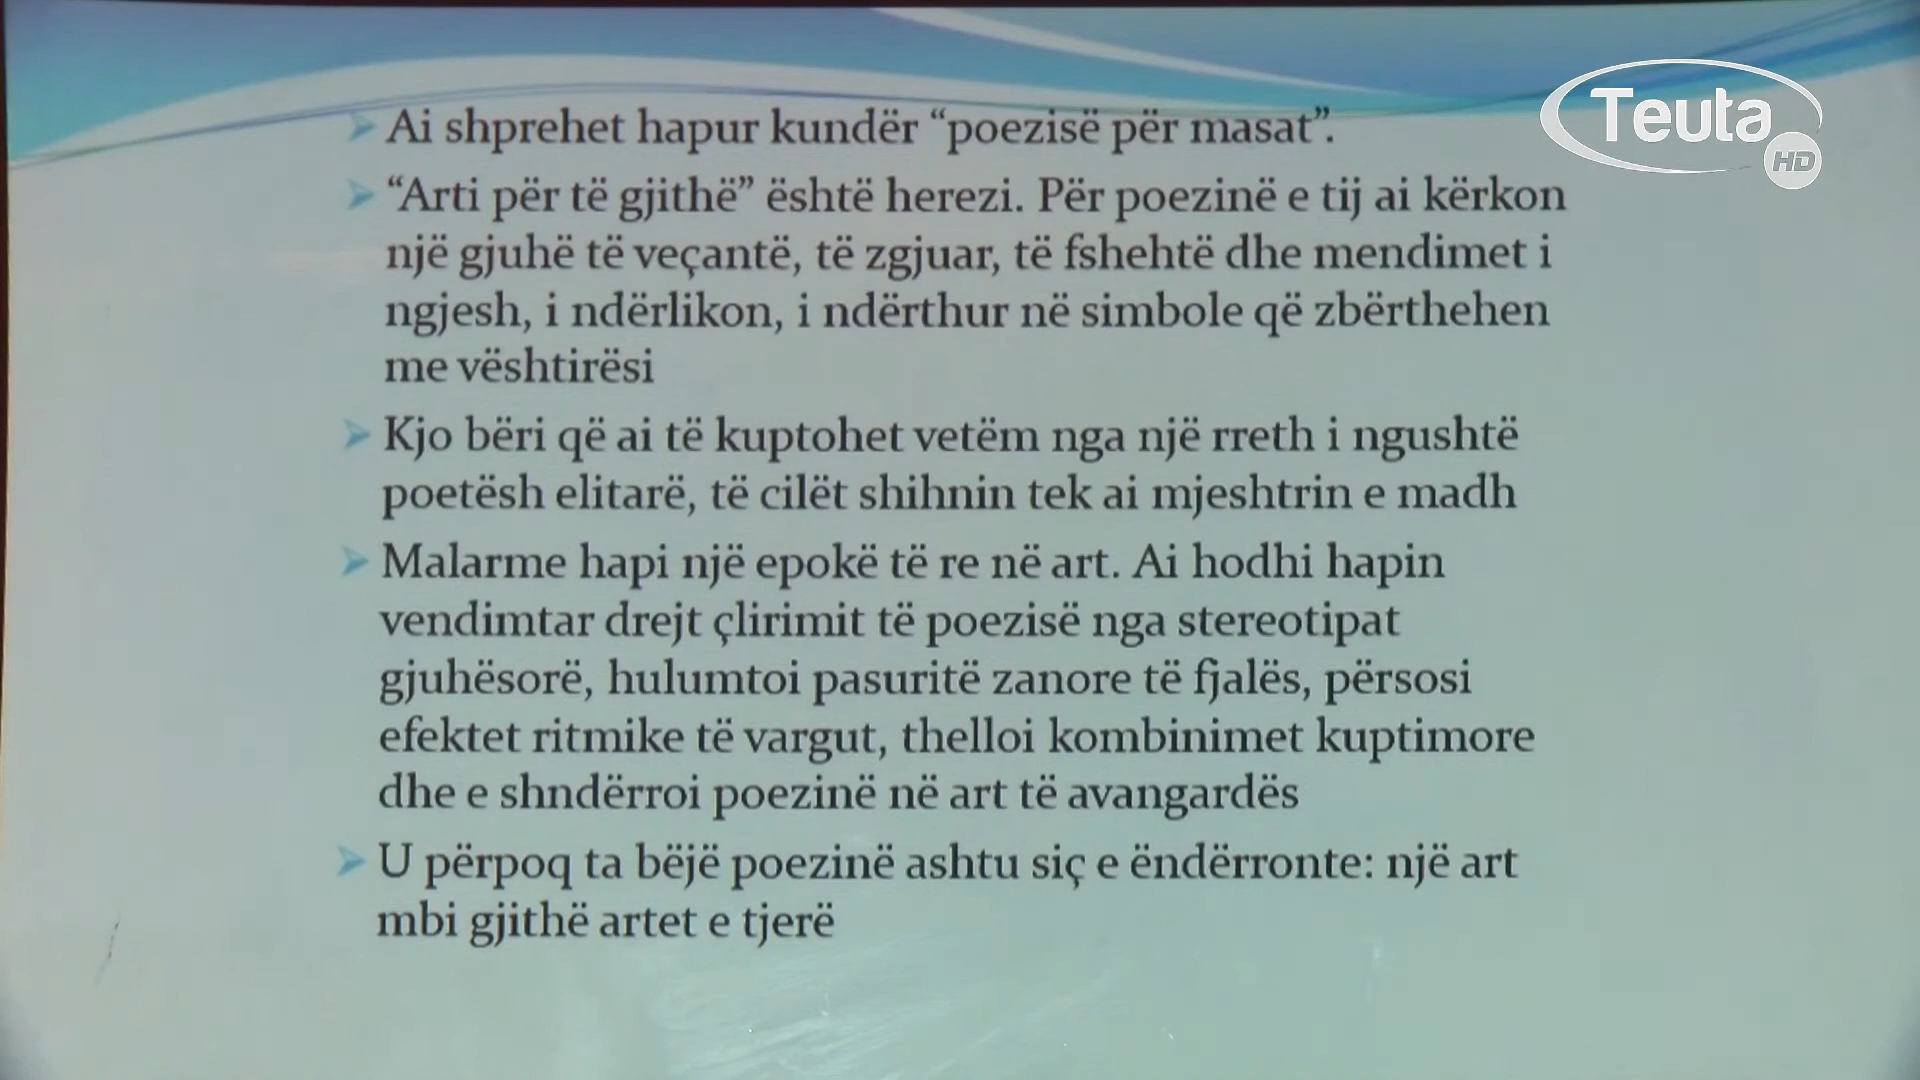 Teuta
HD
Ai shprehet hapur kundër “poezisë për masat”.
“Arti për të gjithë” është herezi. Për poezinë e tij ai kërkon
një gjuhë të veçantë, të zgjuar, të fshehtë dhe mendimet i
ngjesh, i ndërlikon, i ndërthur në simbole që zbërthehen
me vështirësi
Kjo bëri që ai të kuptohet vetëm nga një rreth i ngushtë
poetësh elitarë, të cilët shihnin tek ai mjeshtrin e madh
Malarme hapi një epokë të re në art. Ai hodhi hapin
vendimtar drejt çlirimit të poezisë nga stereotipat
gjuhësorë, hulumtoi pasuritë zanore të fjalës, përsosi
efektet ritmike të vargut, thelloi kombinimet kuptimore
dhe e shndërroi poezinë në art të avangardës
U përpoq ta bëjë poezinë ashtu siç e ëndërronte: një art
mbi gjithë artet e tjerë